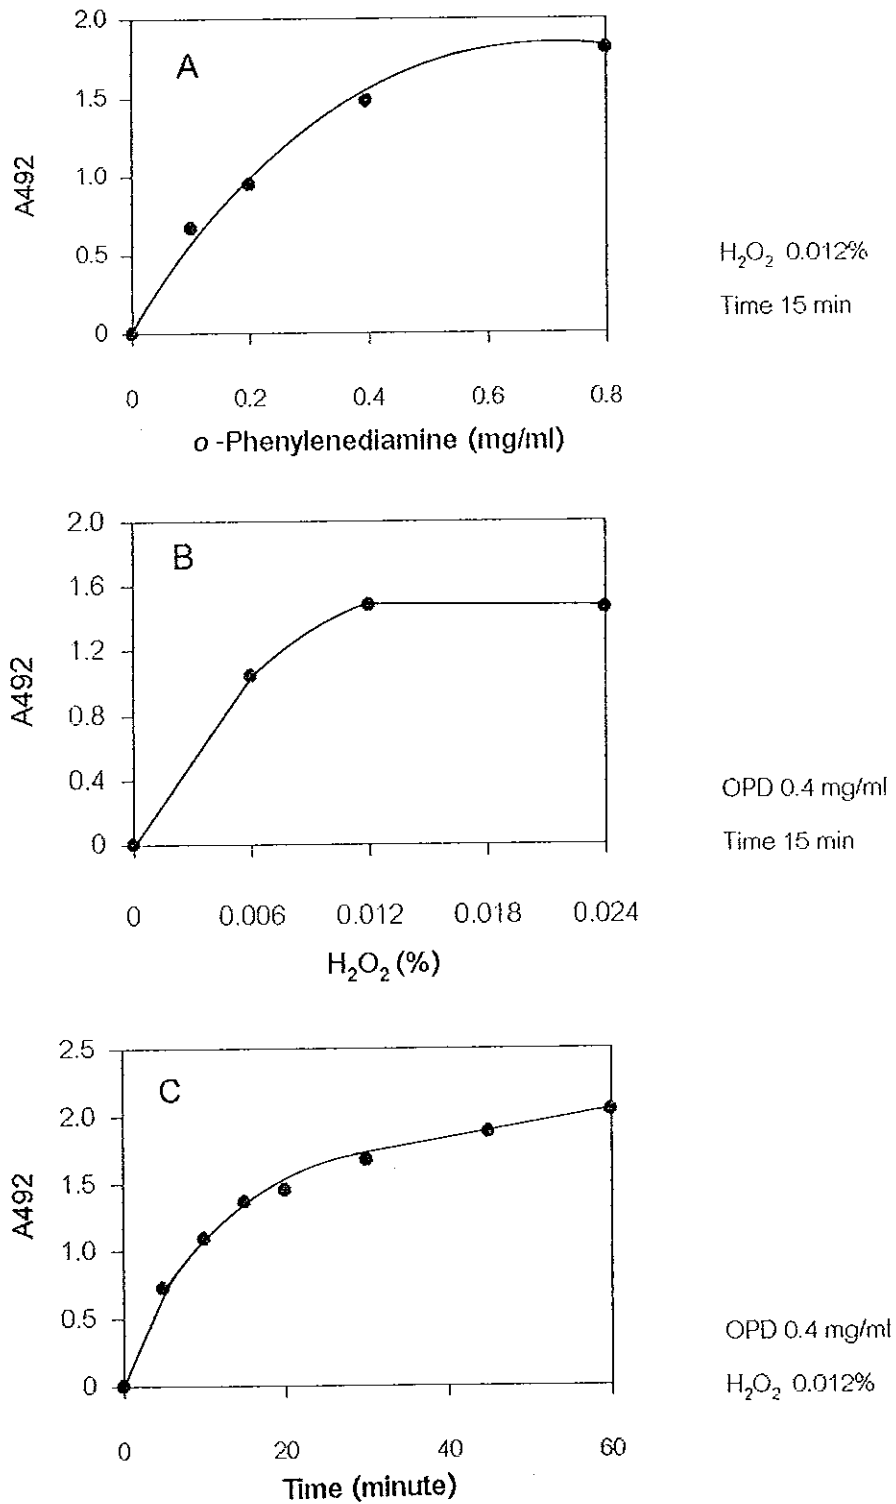 2.0
A
1.5
A492
1.0
0.5
0
H₂O₂ 0.012%
Time 15 min
0 0.2 0.4 0.6 0.8
o -Phenylenediamine (mg/ml)
2.0
B
1.6
1.2
A492
0.8
0.4
0
OPD 0.4 mg/ml
Time 15 min
0 0.006 0.012 0.018 0.024
H₂O₂ (%)
2.5
C
2.0
1.5
A492
1.0
0.5
0
OPD 0.4 mg/ml
H₂O₂ 0.012%
0 20 40 60
Time (minute)